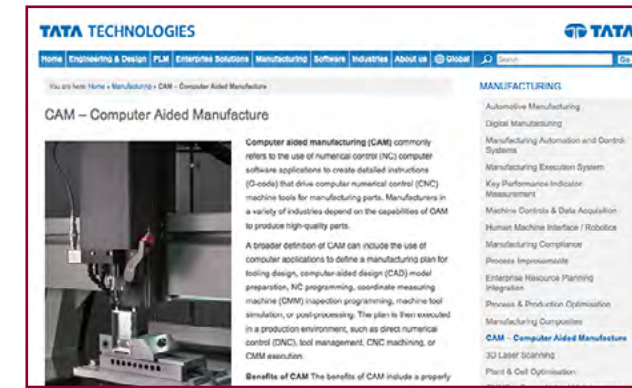 TATA TECHNOLOGIES
TATA
Home Engineering & Design PLM Enterprise Solutions Manufacturing Software Industries About us Global Search Go
You are here: Home » Manufacturing » CAM – Computer Aided Manufacture
CAM – Computer Aided Manufacture
Computer aided manufacturing (CAM) commonly
refers to the use of numerical control (NC) computer
software applications to create detailed instructions
(G-code) that drive computer numerical control (CNC)
machine tools for manufacturing parts. Manufacturers in
a variety of industries depend on the capabilities of CAM
to produce high-quality parts.
A broader definition of CAM can include the use of
computer applications to define a manufacturing plan for
tooling design, computer-aided design (CAD) model
preparation, NC programming, coordinate measuring
machine (CMM) inspection programming, machine tool
simulation, or post-processing. The plan is then executed
in a production environment, such as direct numerical
control (DNC), tool management, CNC machining, or
CMM execution.
Benefits of CAM The benefits of CAM include a properly
MANUFACTURING
Automotive Manufacturing
Digital Manufacturing
Manufacturing Automation and Control
Systems
Manufacturing Execution System
Key Performance Indicator
Measurement
Machine Controls & Data Acquisition
Human Machine Interface / Robotics
Manufacturing Compliance
Process Improvements
Enterprise Resource Planning
Integration
Process & Production Optimisation
Manufacturing Composites
CAM – Computer Aided Manufacture
3D Laser Scanning
Plant & Cell Optimisation